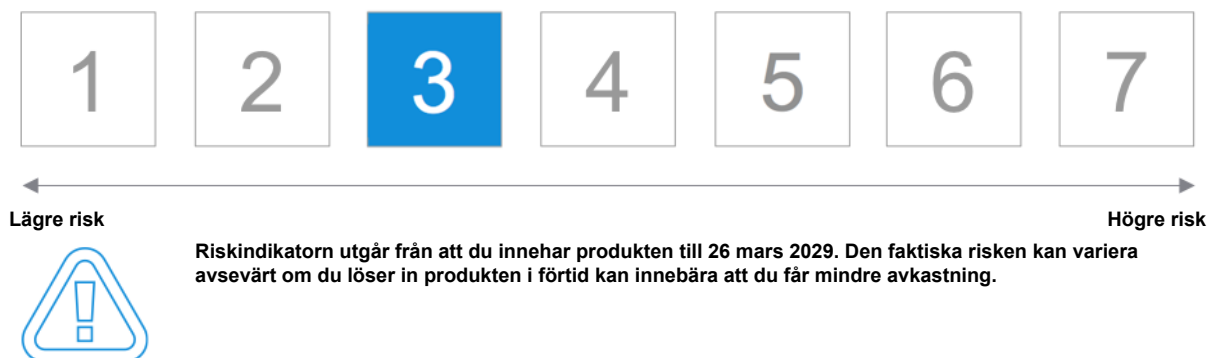 1 2 3 4 5 6 7
Lägre risk Högre risk
Riskindikatorn utgår från att du innehar produkten till 26 mars 2029. Den faktiska risken kan variera
avsevärt om du löser in produkten i förtid kan innebära att du får mindre avkastning.